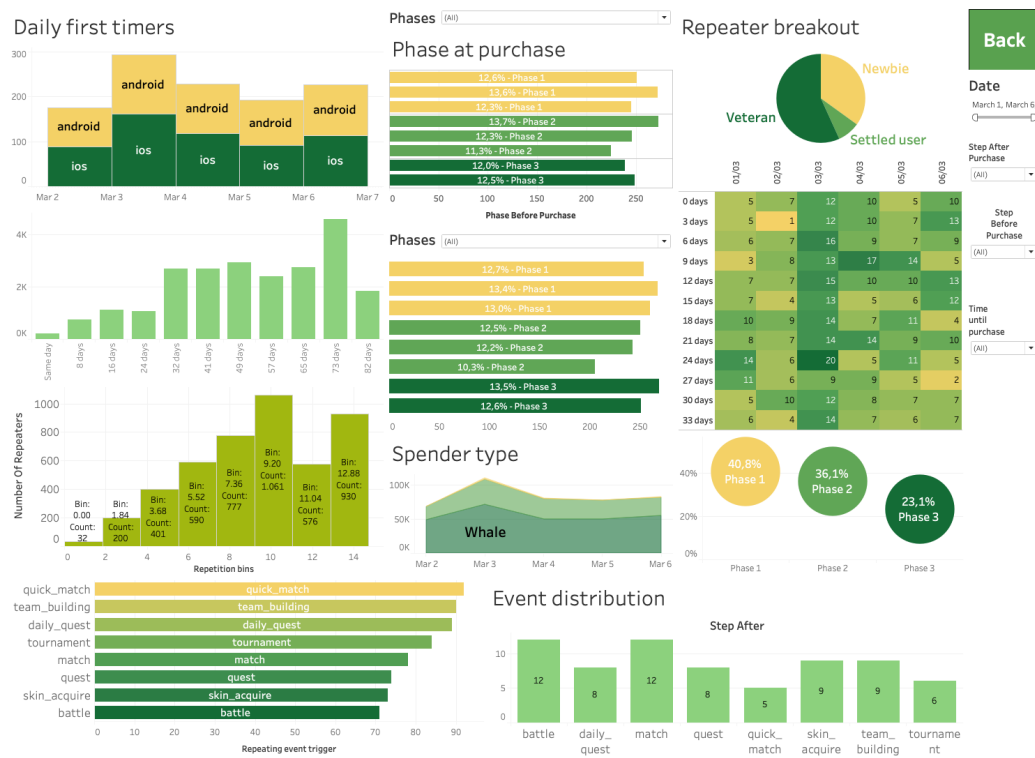 Daily first timers
300
200
100
0
android
android
android
android
android
ios
ios
ios
ios
ios
Mar 2
Mar 3
Mar 4
Mar 5
Mar 6
Mar 7
4K
2K
0K
Same day
8 days
16 days
24 days
32 days
41 days
49 days
57 days
65 days
73 days
82 days
Number Of Repeaters
1000
800
600
400
200
0
Bin:
0.00
Count:
32
Bin:
1.84
Count:
200
Bin:
3.68
Count:
401
Bin:
5.52
Count:
590
Bin:
7.36
Count:
777
Bin:
9.20
Count:
1.061
Bin:
11.04
Count:
576
Bin:
12.88
Count:
930
0 2 4 6 8 10 12 14
Repetition bins
Phases (All)
Phase at purchase
12,6% - Phase 1
13,6% - Phase 1
12,3% - Phase 1
13,7% - Phase 2
12,3% - Phase 2
11,3% - Phase 2
12,0% - Phase 3
12,5% - Phase 3
0 50 100 150 200 250
Phase Before Purchase
Phases (All)
12,7% - Phase 1
13,4% - Phase 1
13,0% - Phase 1
12,5% - Phase 2
12,2% - Phase 2
10,3% - Phase 2
13,5% - Phase 3
12,6% - Phase 3
0 50 100 150 200 250
Spender type
100K
50K
0K
Whale
Mar 2 Mar 3 Mar 4 Mar 5 Mar 6
Repeater breakout
Newbie
Veteran
Settled user
01/03 02/03 03/03 04/03 05/03 06/03
0 days 5 7 12 10 5 10
3 days 5 1 12 10 7 13
6 days 6 7 16 9 7 9
9 days 3 8 13 17 14 5
12 days 7 7 15 10 10 13
15 days 7 4 13 5 6 12
18 days 10 9 14 7 11 4
21 days 8 7 14 14 9 10
24 days 14 6 20 5 11 5
27 days 11 6 9 9 5 2
30 days 5 10 12 8 7 7
33 days 6 4 14 7 6 7
40%
20%
0%
40,8%
Phase 1
36,1%
Phase 2
23,1%
Phase 3
Phase 1 Phase 2 Phase 3
Back
Date
March 1, March 6
Step After
Purchase
(All)
Step
Before
Purchase
(All)
Time
until
purchase
(All)
quick_match quick_match
team_building team_building
daily_quest daily_quest
tournament tournament
match match
quest quest
skin_acquire skin_acquire
battle battle
0 10 20 30 40 50 60 70 80 90
Repeating event trigger
Event distribution
Step After
10
5
0
12
8
12
8
5
9
9
6
battle
daily_
quest
match
quest
quick_
match
skin_
acquire
team_
building
tourname
nt